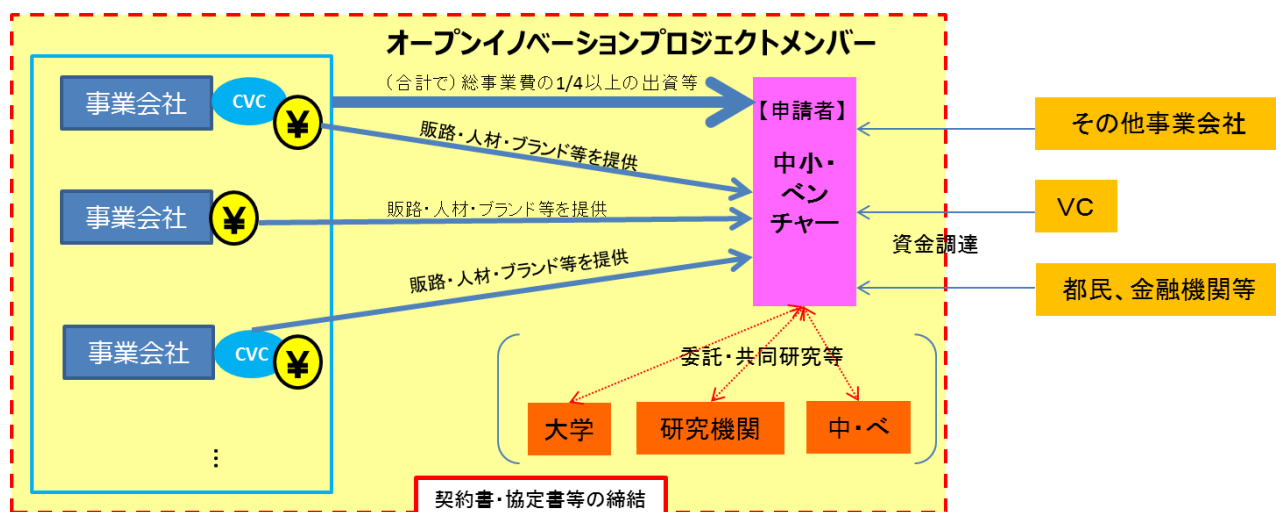 オープンイノベーションプロジェクトメンバー
(合計で)総事業費の1/4以上の出資等
事業会社
CVC
¥
販路・人材・ブランド等を提供
事業会社
¥
販路・人材・ブランド等を提供
事業会社
CVC
¥
販路・人材・ブランド等を提供
⋮
【申請者】
中小・
ベン
チャー
その他事業会社
VC
資金調達
都民、金融機関等
委託・共同研究等
大学
研究機関
中・ベ
契約書・協定書等の締結